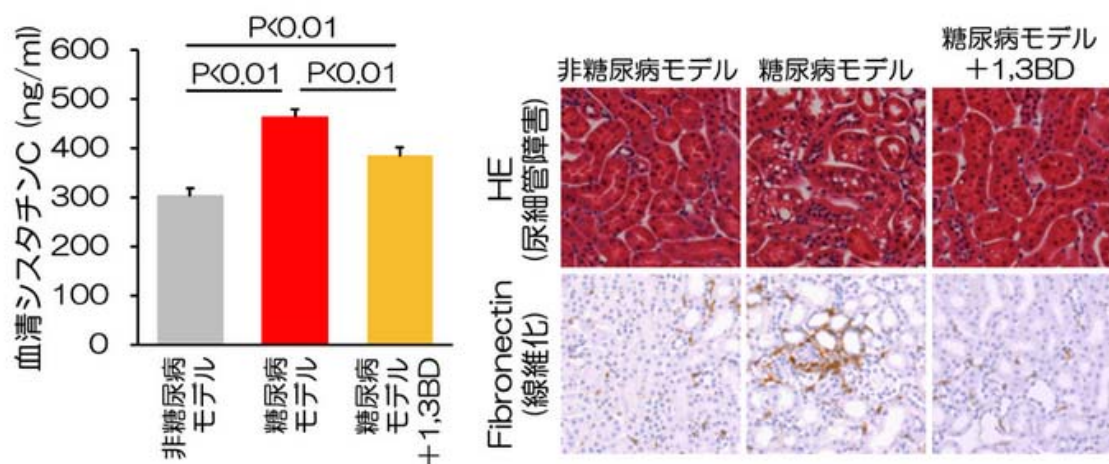 P<0.01
P<0.01 P<0.01
血清シスタチンC (ng/ml)
600
500
400
300
200
100
0
非糖尿病
モデル
糖尿病
モデル
糖尿病
モデル
+1,3BD
非糖尿病モデル
糖尿病モデル
糖尿病モデル
+1,3BD
HE
(尿細管障害)
Fibronectin
(線維化)